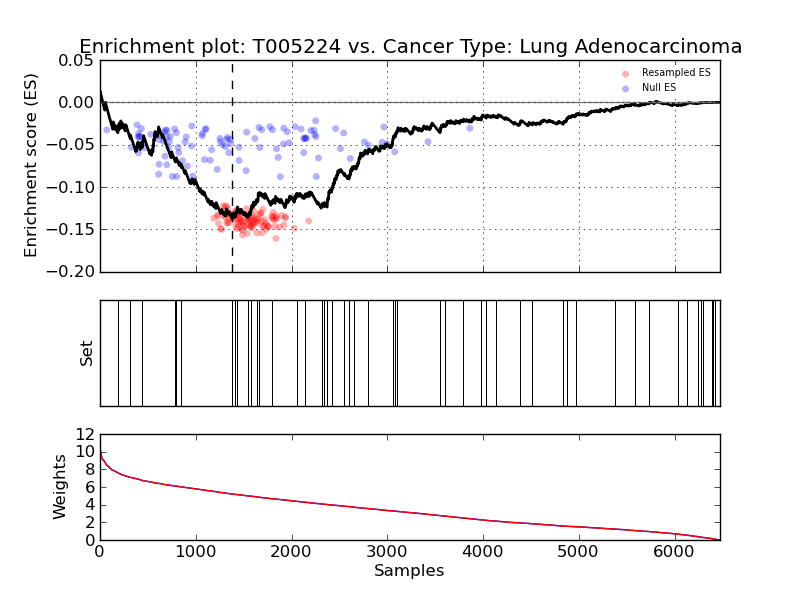 Enrichment plot: T005224 vs. Cancer Type: Lung Adenocarcinoma
0.05
0.00
−0.05
−0.10
−0.15
−0.20
Enrichment score (ES)
Resampled ES
Null ES
Set
12
10
8
6
4
2
0
Weights
0 1000 2000 3000 4000 5000 6000
Samples